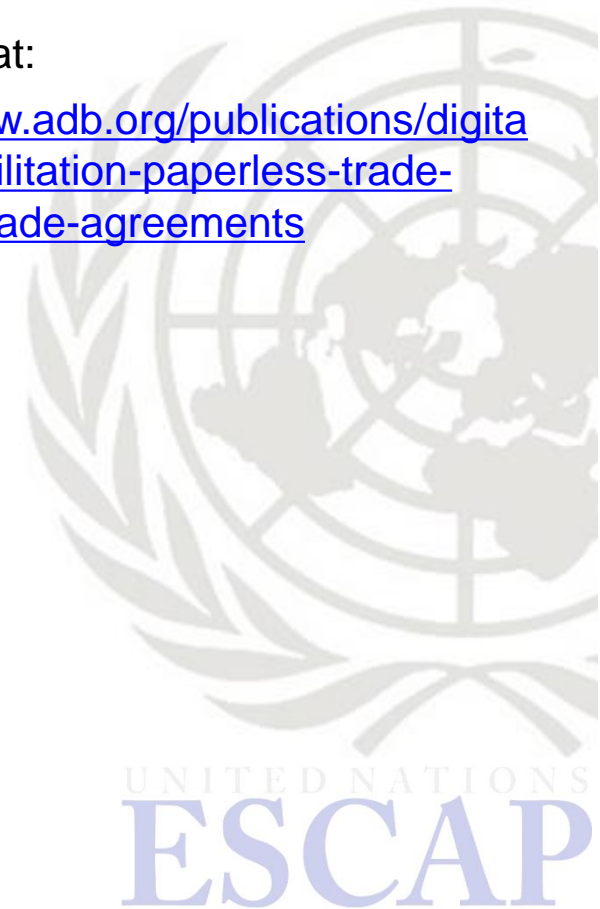 at:
w.adb.org/publications/digita
ilitation-paperless-trade-
ade-agreements
UNITED NATIONS
ESCAP